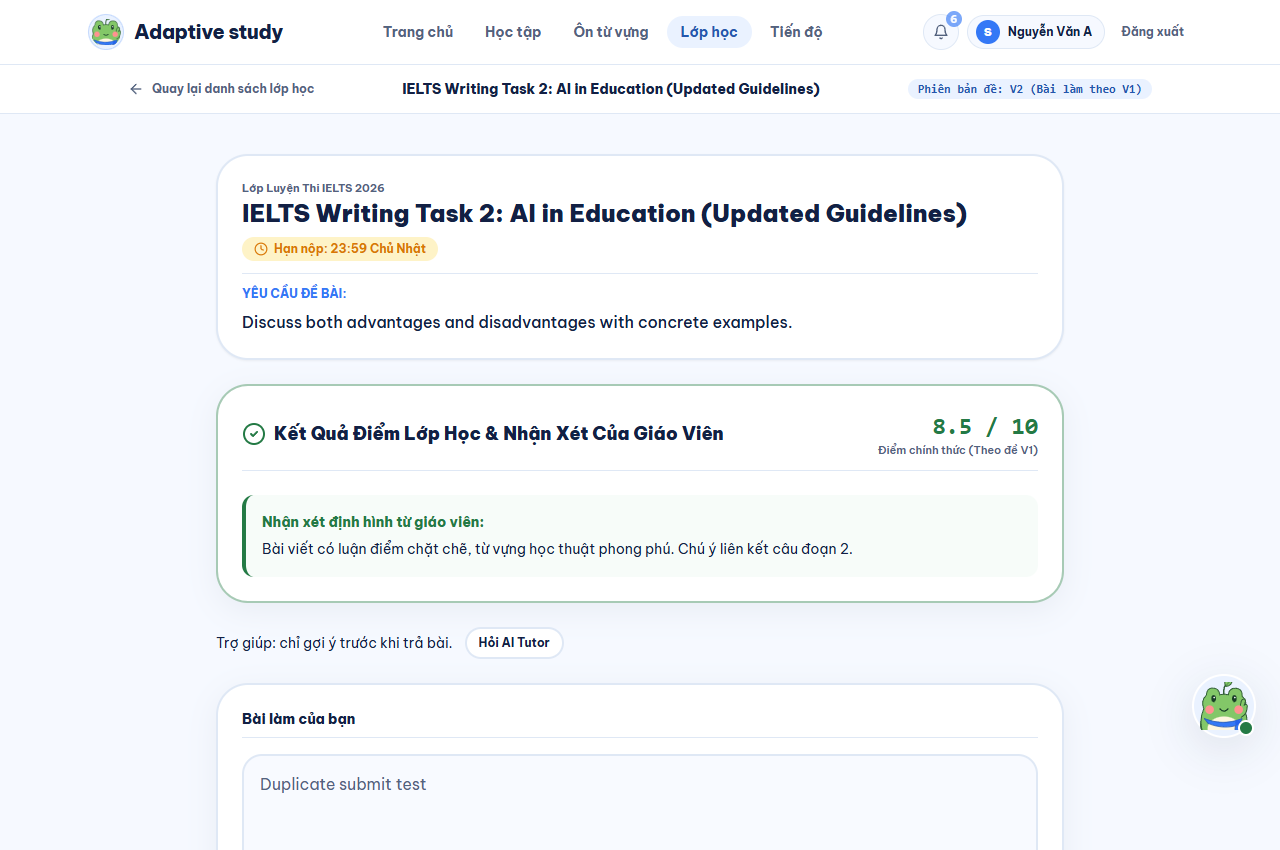 Adaptive study
Trang chủ
Học tập
Ôn từ vựng
Lớp học
Tiến độ
6
S
Nguyễn Văn A
Đăng xuất
Quay lại danh sách lớp học
IELTS Writing Task 2: AI in Education (Updated Guidelines)
Phiên bản đề: V2 (Bài làm theo V1)
Lớp Luyện Thi IELTS 2026
IELTS Writing Task 2: AI in Education (Updated Guidelines)
Hạn nộp: 23:59 Chủ Nhật
YÊU CẦU ĐỀ BÀI:
Discuss both advantages and disadvantages with concrete examples.
Kết Quả Điểm Lớp Học & Nhận Xét Của Giáo Viên
8.5 / 10
Điểm chính thức (Theo đề V1)
Nhận xét định hình từ giáo viên:
Bài viết có luận điểm chặt chẽ, từ vựng học thuật phong phú. Chú ý liên kết câu đoạn 2.
Trợ giúp: chỉ gợi ý trước khi trả bài.
Hỏi AI Tutor
Bài làm của bạn
Duplicate submit test